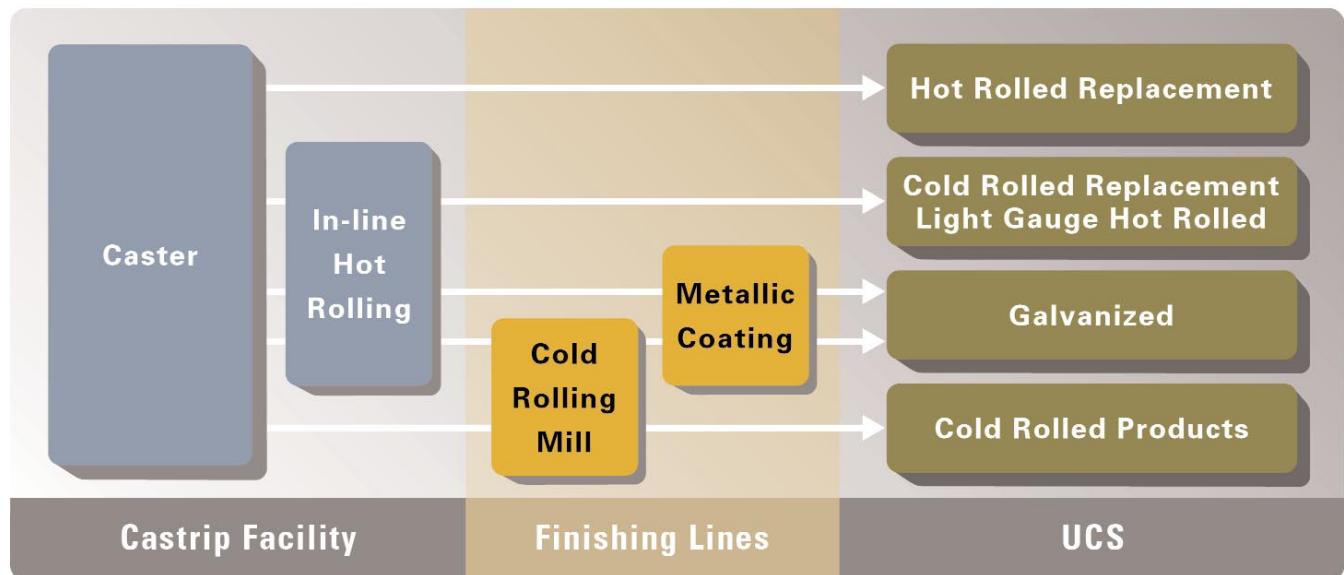 Caster
In-line
Hot
Rolling
Cold
Rolling
Mill
Metallic
Coating
Hot Rolled Replacement
Cold Rolled Replacement
Light Gauge Hot Rolled
Galvanized
Cold Rolled Products
Castrip Facility
Finishing Lines
UCS